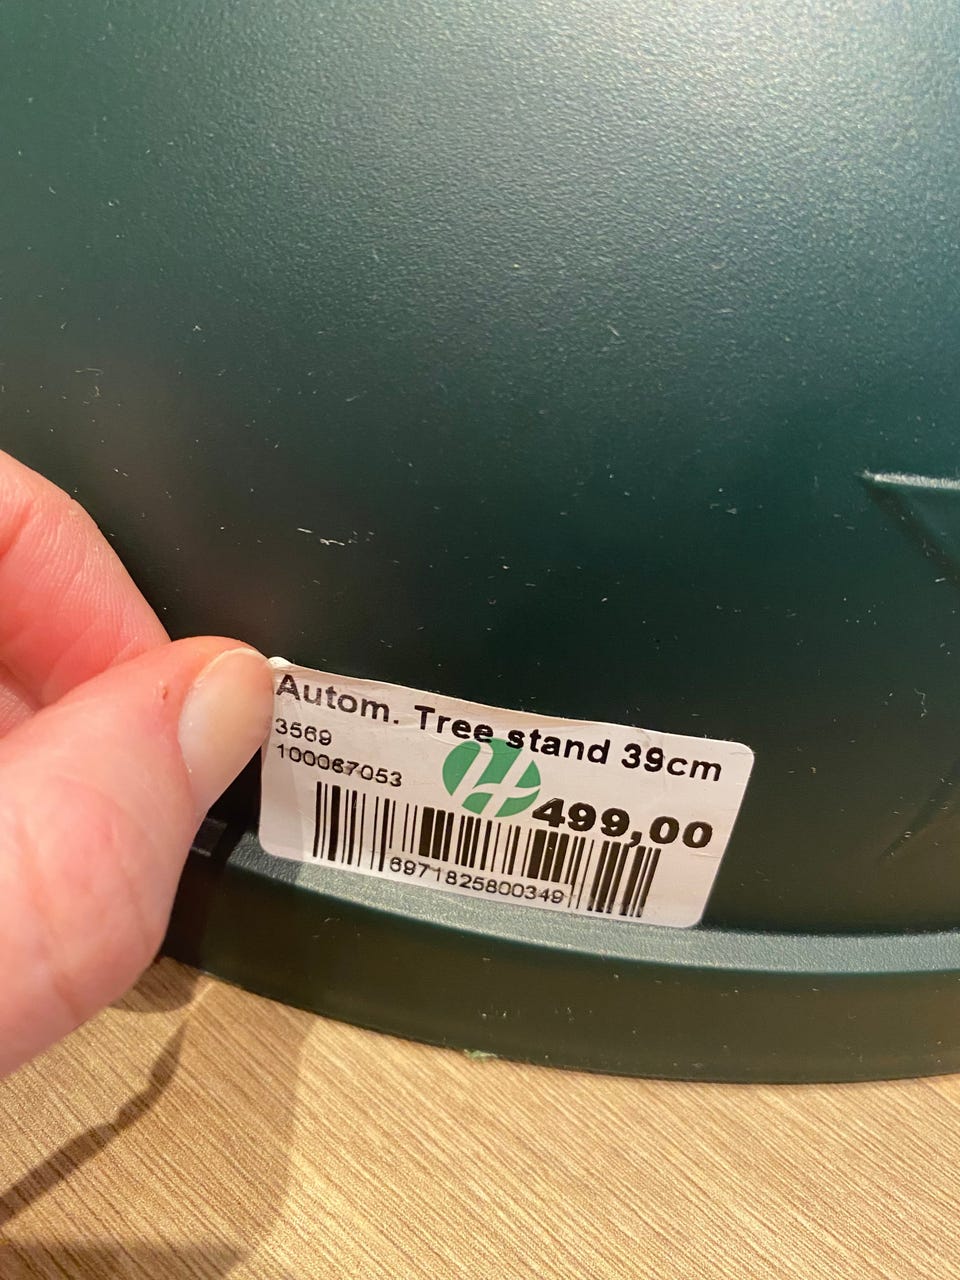 Autom. Tree stand 39cm
3569
100067053
499,00
6971825800349